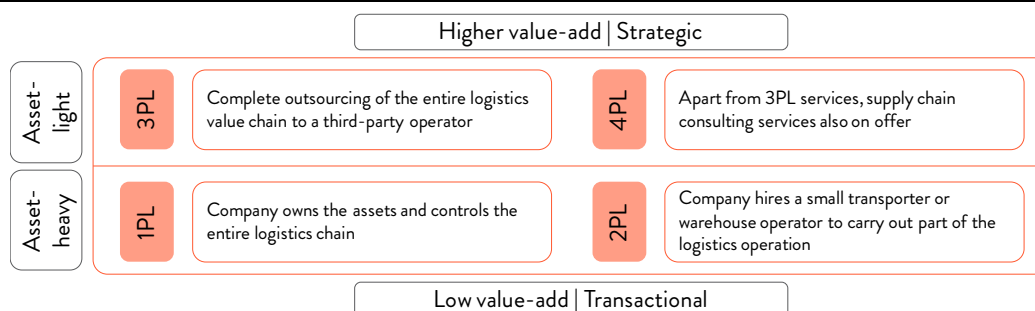 Higher value-add | Strategic
Asset-
light
3PL
Complete outsourcing of the entire logistics
value chain to a third-party operator
4PL
Apart from 3PL services, supply chain
consulting services also on offer
Asset-
heavy
1PL
Company owns the assets and controls the
entire logistics chain
2PL
Company hires a small transporter or
warehouse operator to carry out part of the
logistics operation
Low value-add | Transactional